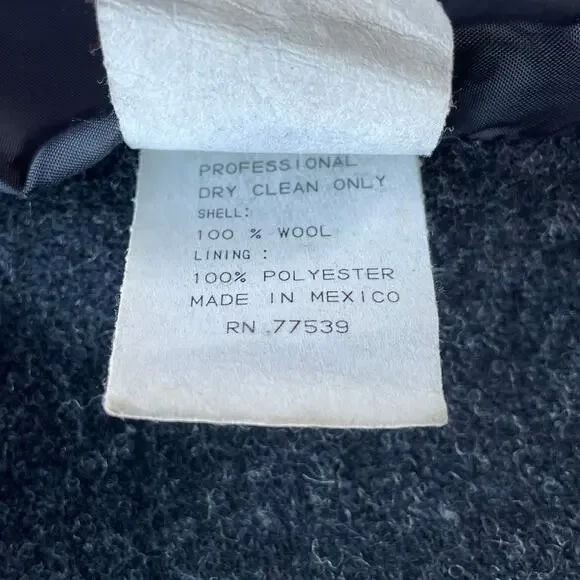 PROFESSIONAL
DRY CLEAN ONLY
SHELL:
100 % WOOL
LINING :
100% POLYESTER
MADE IN MEXICO
RN .77539